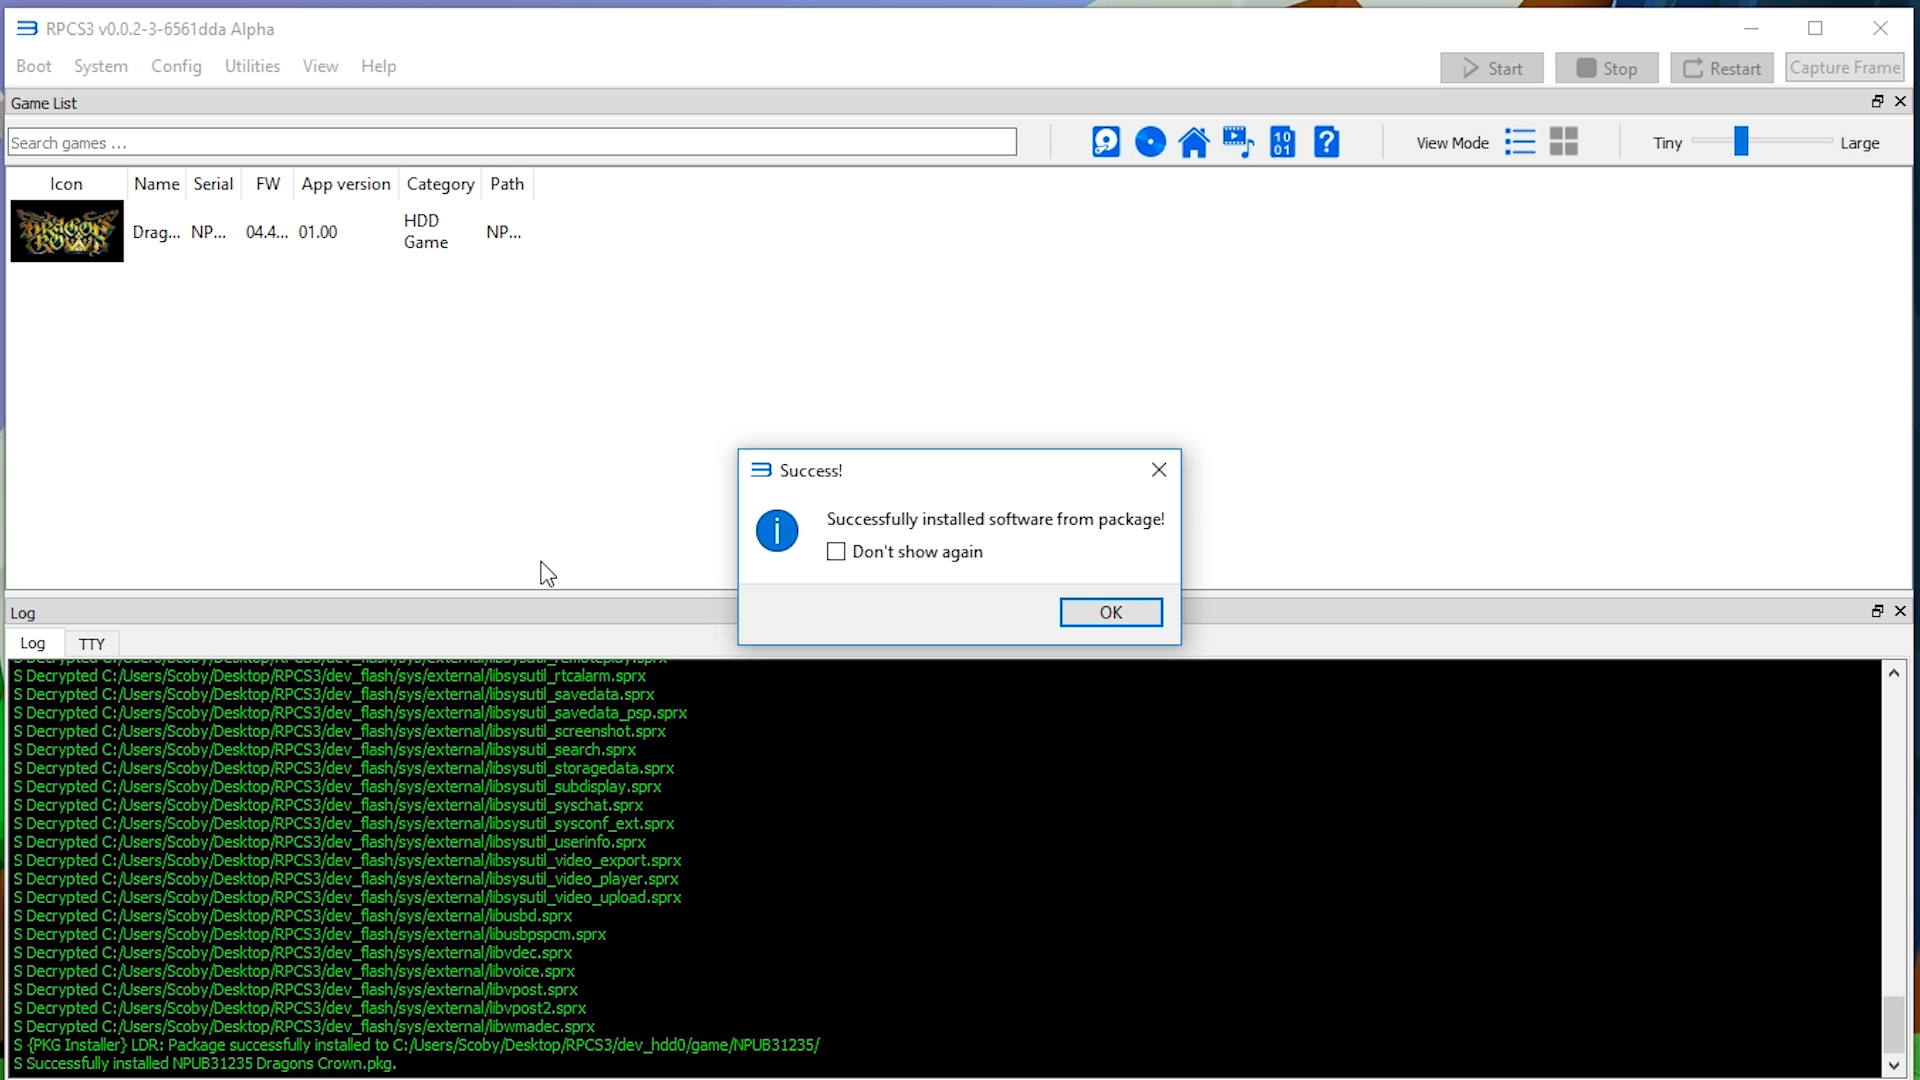 RPCS3 v0.0.2-3-6561dda Alpha
Boot System Config Utilities View Help
Start Stop Restart Capture Frame
Game List
Search games ...
10
01
?
View Mode
Tiny Large
Icon Name Serial FW App version Category Path
DRAGONS CROWN
Drag... NP... 04.4... 01.00 HDD Game NP...
Success!
Successfully installed software from package!
Don't show again
OK
Log
Log TTY
S Decrypted C:/Users/Scoby/Desktop/RPCS3/dev_flash/sys/external/libsysutil_remoteplay.sprx
S Decrypted C:/Users/Scoby/Desktop/RPCS3/dev_flash/sys/external/libsysutil_rtcalarm.sprx
S Decrypted C:/Users/Scoby/Desktop/RPCS3/dev_flash/sys/external/libsysutil_savedata.sprx
S Decrypted C:/Users/Scoby/Desktop/RPCS3/dev_flash/sys/external/libsysutil_savedata_psp.sprx
S Decrypted C:/Users/Scoby/Desktop/RPCS3/dev_flash/sys/external/libsysutil_screenshot.sprx
S Decrypted C:/Users/Scoby/Desktop/RPCS3/dev_flash/sys/external/libsysutil_search.sprx
S Decrypted C:/Users/Scoby/Desktop/RPCS3/dev_flash/sys/external/libsysutil_storagedata.sprx
S Decrypted C:/Users/Scoby/Desktop/RPCS3/dev_flash/sys/external/libsysutil_subdisplay.sprx
S Decrypted C:/Users/Scoby/Desktop/RPCS3/dev_flash/sys/external/libsysutil_syschat.sprx
S Decrypted C:/Users/Scoby/Desktop/RPCS3/dev_flash/sys/external/libsysutil_sysconf_ext.sprx
S Decrypted C:/Users/Scoby/Desktop/RPCS3/dev_flash/sys/external/libsysutil_userinfo.sprx
S Decrypted C:/Users/Scoby/Desktop/RPCS3/dev_flash/sys/external/libsysutil_video_export.sprx
S Decrypted C:/Users/Scoby/Desktop/RPCS3/dev_flash/sys/external/libsysutil_video_player.sprx
S Decrypted C:/Users/Scoby/Desktop/RPCS3/dev_flash/sys/external/libsysutil_video_upload.sprx
S Decrypted C:/Users/Scoby/Desktop/RPCS3/dev_flash/sys/external/libusbd.sprx
S Decrypted C:/Users/Scoby/Desktop/RPCS3/dev_flash/sys/external/libusbpspcm.sprx
S Decrypted C:/Users/Scoby/Desktop/RPCS3/dev_flash/sys/external/libvdec.sprx
S Decrypted C:/Users/Scoby/Desktop/RPCS3/dev_flash/sys/external/libvoice.sprx
S Decrypted C:/Users/Scoby/Desktop/RPCS3/dev_flash/sys/external/libvpost.sprx
S Decrypted C:/Users/Scoby/Desktop/RPCS3/dev_flash/sys/external/libvpost2.sprx
S Decrypted C:/Users/Scoby/Desktop/RPCS3/dev_flash/sys/external/libwmadec.sprx
S {PKG Installer} LDR: Package successfully installed to C:/Users/Scoby/Desktop/RPCS3/dev_hdd0/game/NPUB31235/
S Successfully installed NPUB31235 Dragons Crown.pkg.